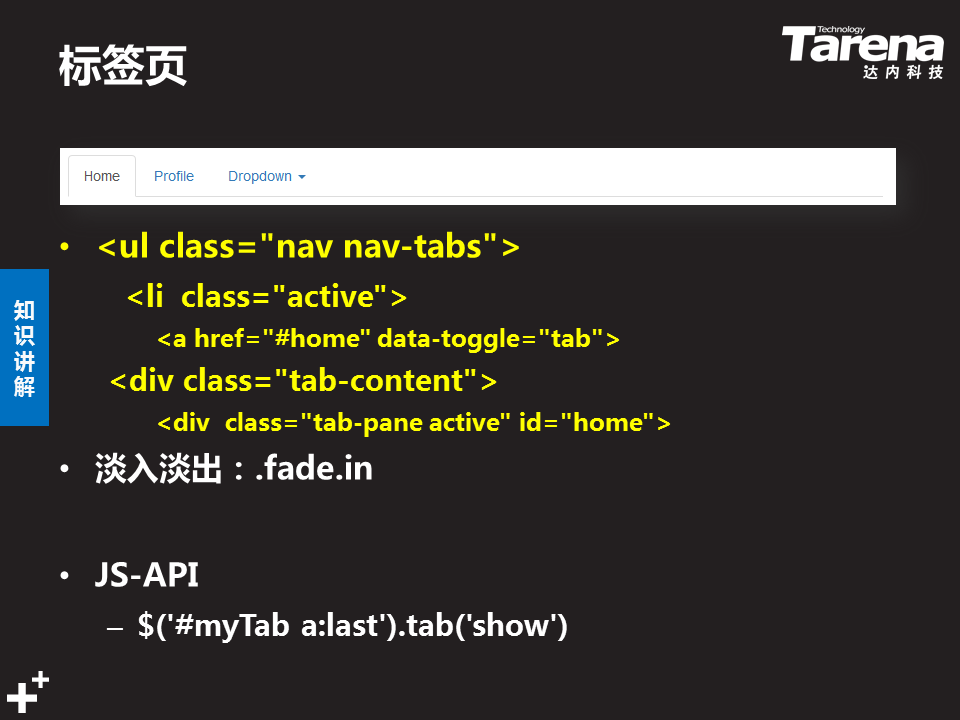 标签页
Technology
Tarena
达内科技
Home Profile Dropdown
• <ul class="nav nav-tabs">
<li  class="active">
<a href="#home" data-toggle="tab">
<div class="tab-content">
<div  class="tab-pane active" id="home">
• 淡入淡出：.fade.in
• JS-API
– $('#myTab a:last').tab('show')
知识讲解